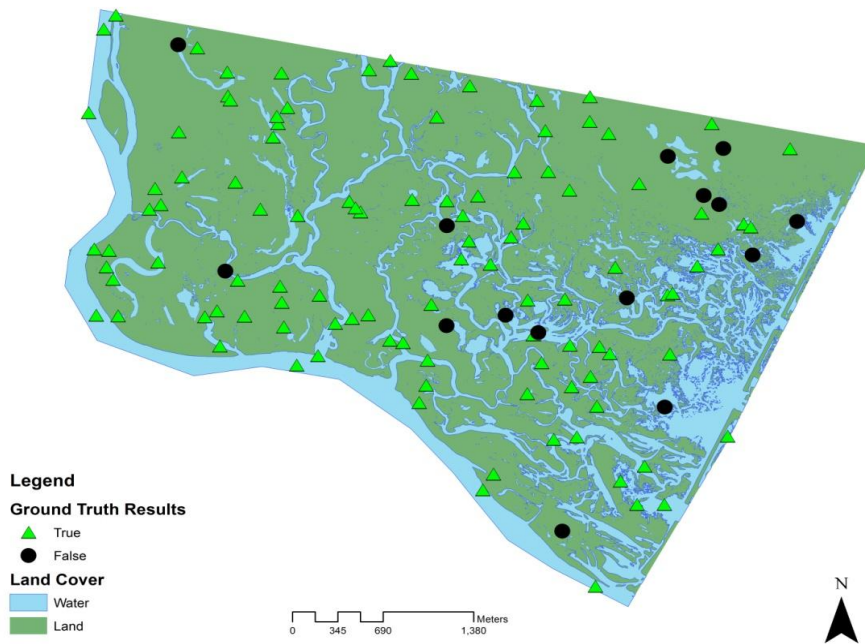 Legend
Ground Truth Results
True
False
Land Cover
Water
Land
Meters
0 345 690 1,380
N